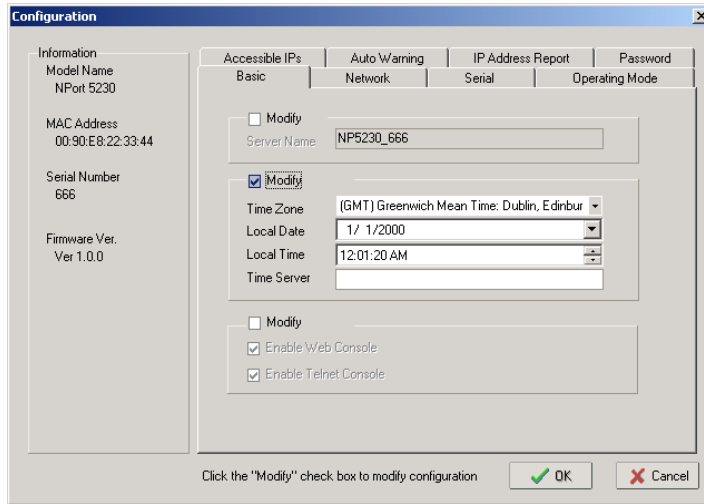 Configuration
Information
Model Name
NPort 5230
MAC Address
00:90:E8:22:33:44
Serial Number
666
Firmware Ver.
Ver 1.0.0
Accessible IPs
Auto Warning
IP Address Report
Password
Basic
Network
Serial
Operating Mode
Modify
Server Name
NP5230_666
Modify
Time Zone
(GMT) Greenwich Mean Time: Dublin, Edinbur
Local Date
1/ 1/2000
Local Time
12:01:20 AM
Time Server
Modify
Enable Web Console
Enable Telnet Console
Click the "Modify" check box to modify configuration
OK
Cancel